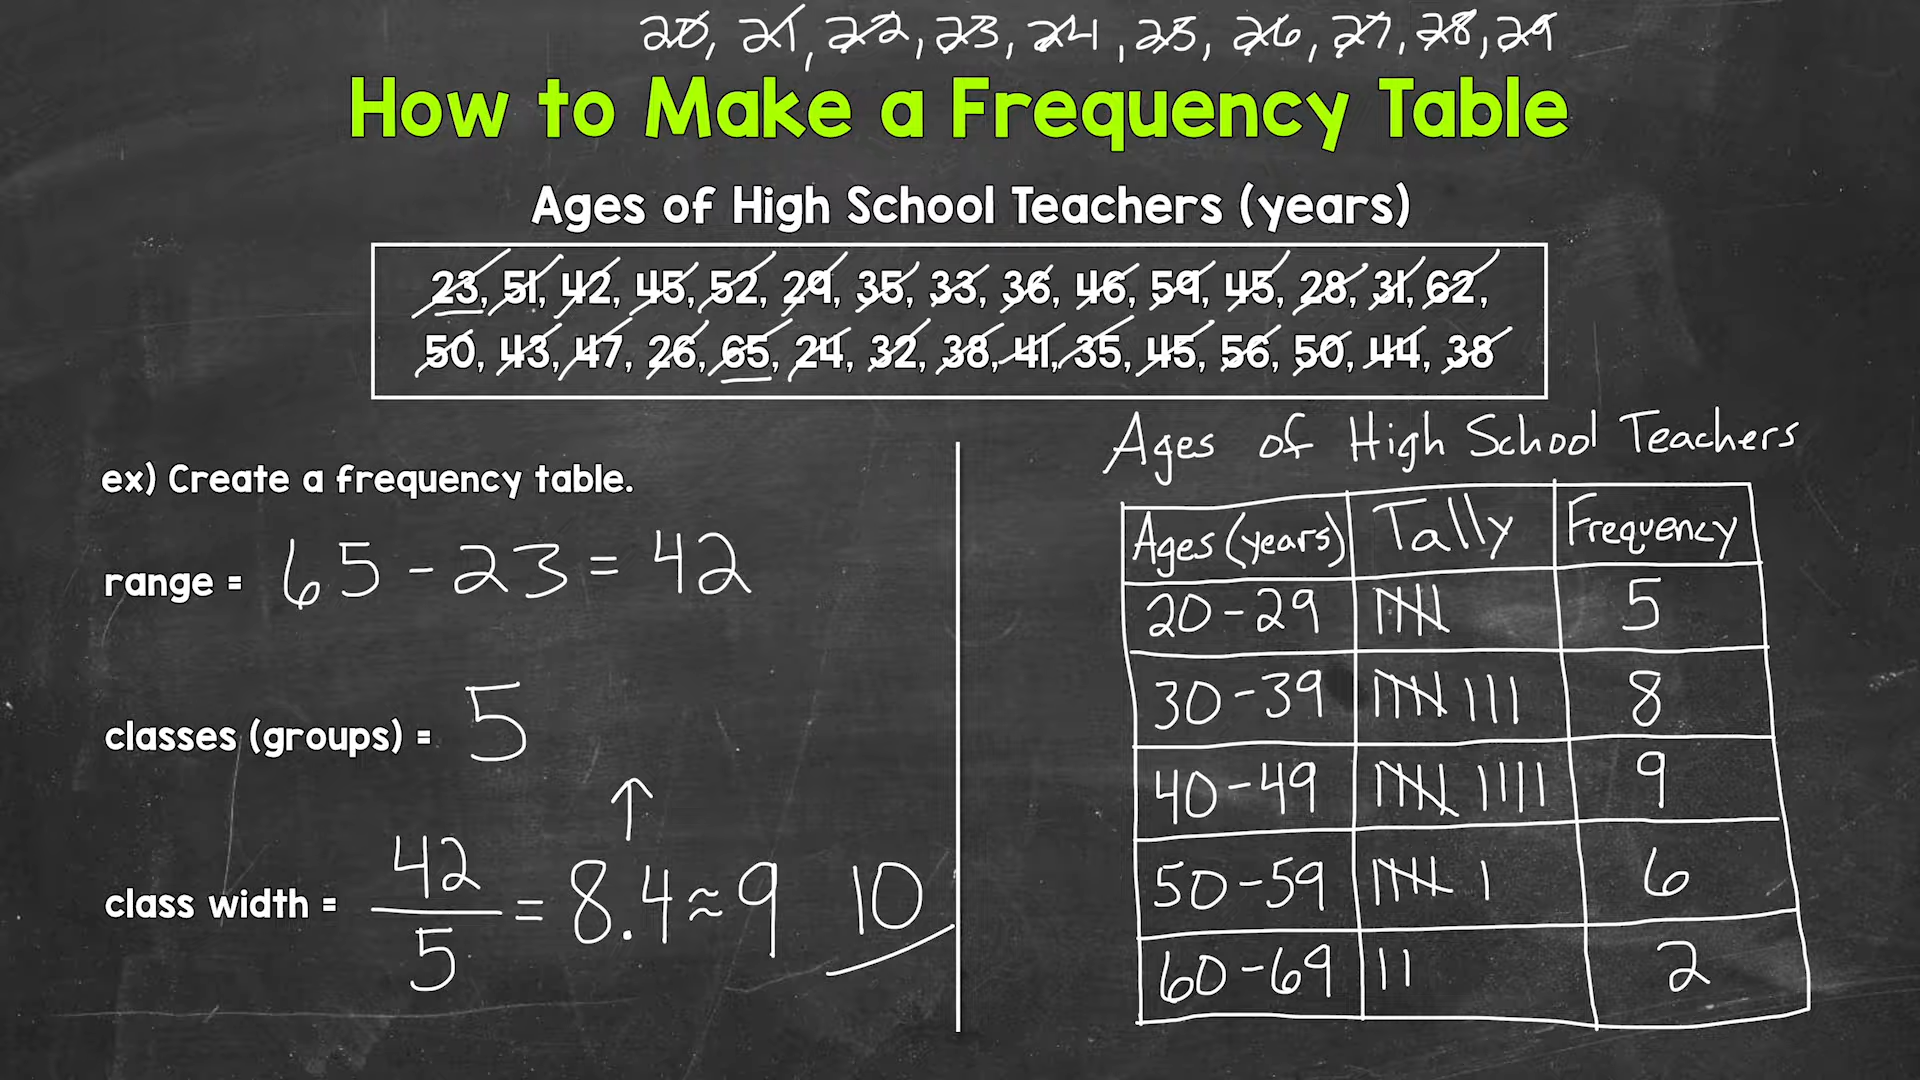 20, 21, 22, 23, 24, 25, 26, 27, 28, 29
How to Make a Frequency Table
Ages of High School Teachers (years)
23, 51, 42, 45, 52, 29, 35, 33, 36, 46, 59, 45, 28, 31, 62,
50, 43, 47, 26, 65, 24, 32, 38, 41, 35, 45, 56, 50, 44, 38
ex) Create a frequency table.
range = 65 - 23 = 42
classes (groups) = 5
↑
class width = 42/5 = 8.4 ≈ 9 10
Ages of High School Teachers
Ages (years) Tally Frequency
20-29 𝍸 5
30-39 𝍸 ||| 8
40-49 𝍸 |||| 9
50-59 𝍸 | 6
60-69 || 2